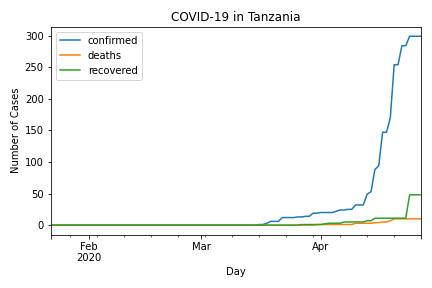 COVID-19 in Tanzania
confirmed
deaths
recovered
Number of Cases
300
250
200
150
100
50
0
Feb
2020
Mar
Apr
Day